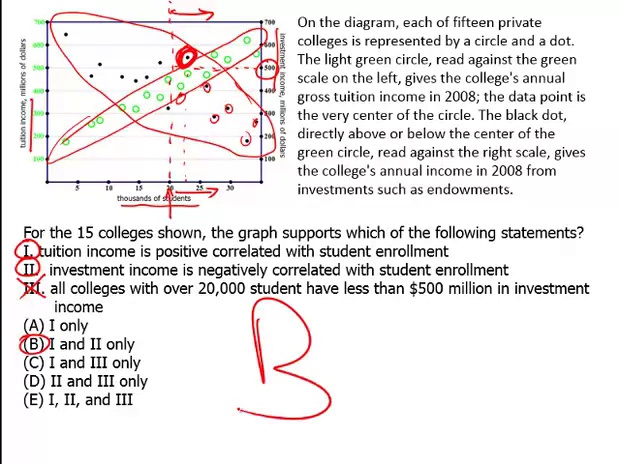 700
600
500
400
300
200
100
tuition income, millions of dollars
700
600
500
400
300
200
100
investment income, millions of dollars
5 10 15 20 25 30
thousands of students
On the diagram, each of fifteen private
colleges is represented by a circle and a dot.
The light green circle, read against the green
scale on the left, gives the college's annual
gross tuition income in 2008; the data point is
the very center of the circle. The black dot,
directly above or below the center of the
green circle, read against the right scale, gives
the college's annual income in 2008 from
investments such as endowments.
For the 15 colleges shown, the graph supports which of the following statements?
I. tuition income is positive correlated with student enrollment
II. investment income is negatively correlated with student enrollment
III. all colleges with over 20,000 student have less than $500 million in investment
income
(A) I only
(B) I and II only
(C) I and III only
(D) II and III only
(E) I, II, and III
B